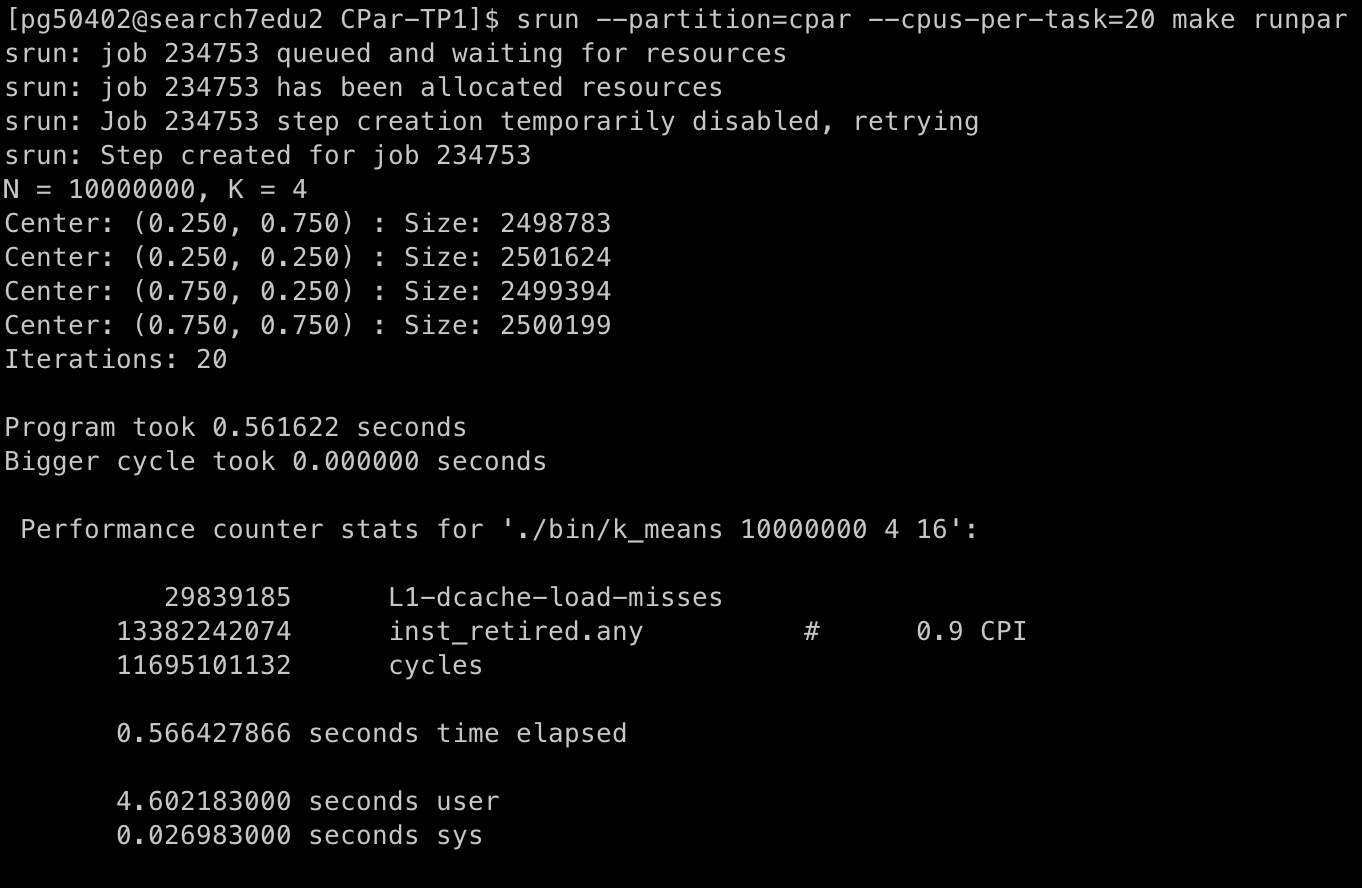 [pg50402@search7edu2 CPar-TP1]$ srun --partition=cpar --cpus-per-task=20 make runpar
srun: job 234753 queued and waiting for resources
srun: job 234753 has been allocated resources
srun: Job 234753 step creation temporarily disabled, retrying
srun: Step created for job 234753
N = 10000000, K = 4
Center: (0.250, 0.750) : Size: 2498783
Center: (0.250, 0.250) : Size: 2501624
Center: (0.750, 0.250) : Size: 2499394
Center: (0.750, 0.750) : Size: 2500199
Iterations: 20
Program took 0.561622 seconds
Bigger cycle took 0.000000 seconds
Performance counter stats for './bin/k_means 10000000 4 16':
29839185 L1-dcache-load-misses
13382242074 inst_retired.any # 0.9 CPI
11695101132 cycles
0.566427866 seconds time elapsed
4.602183000 seconds user
0.026983000 seconds sys